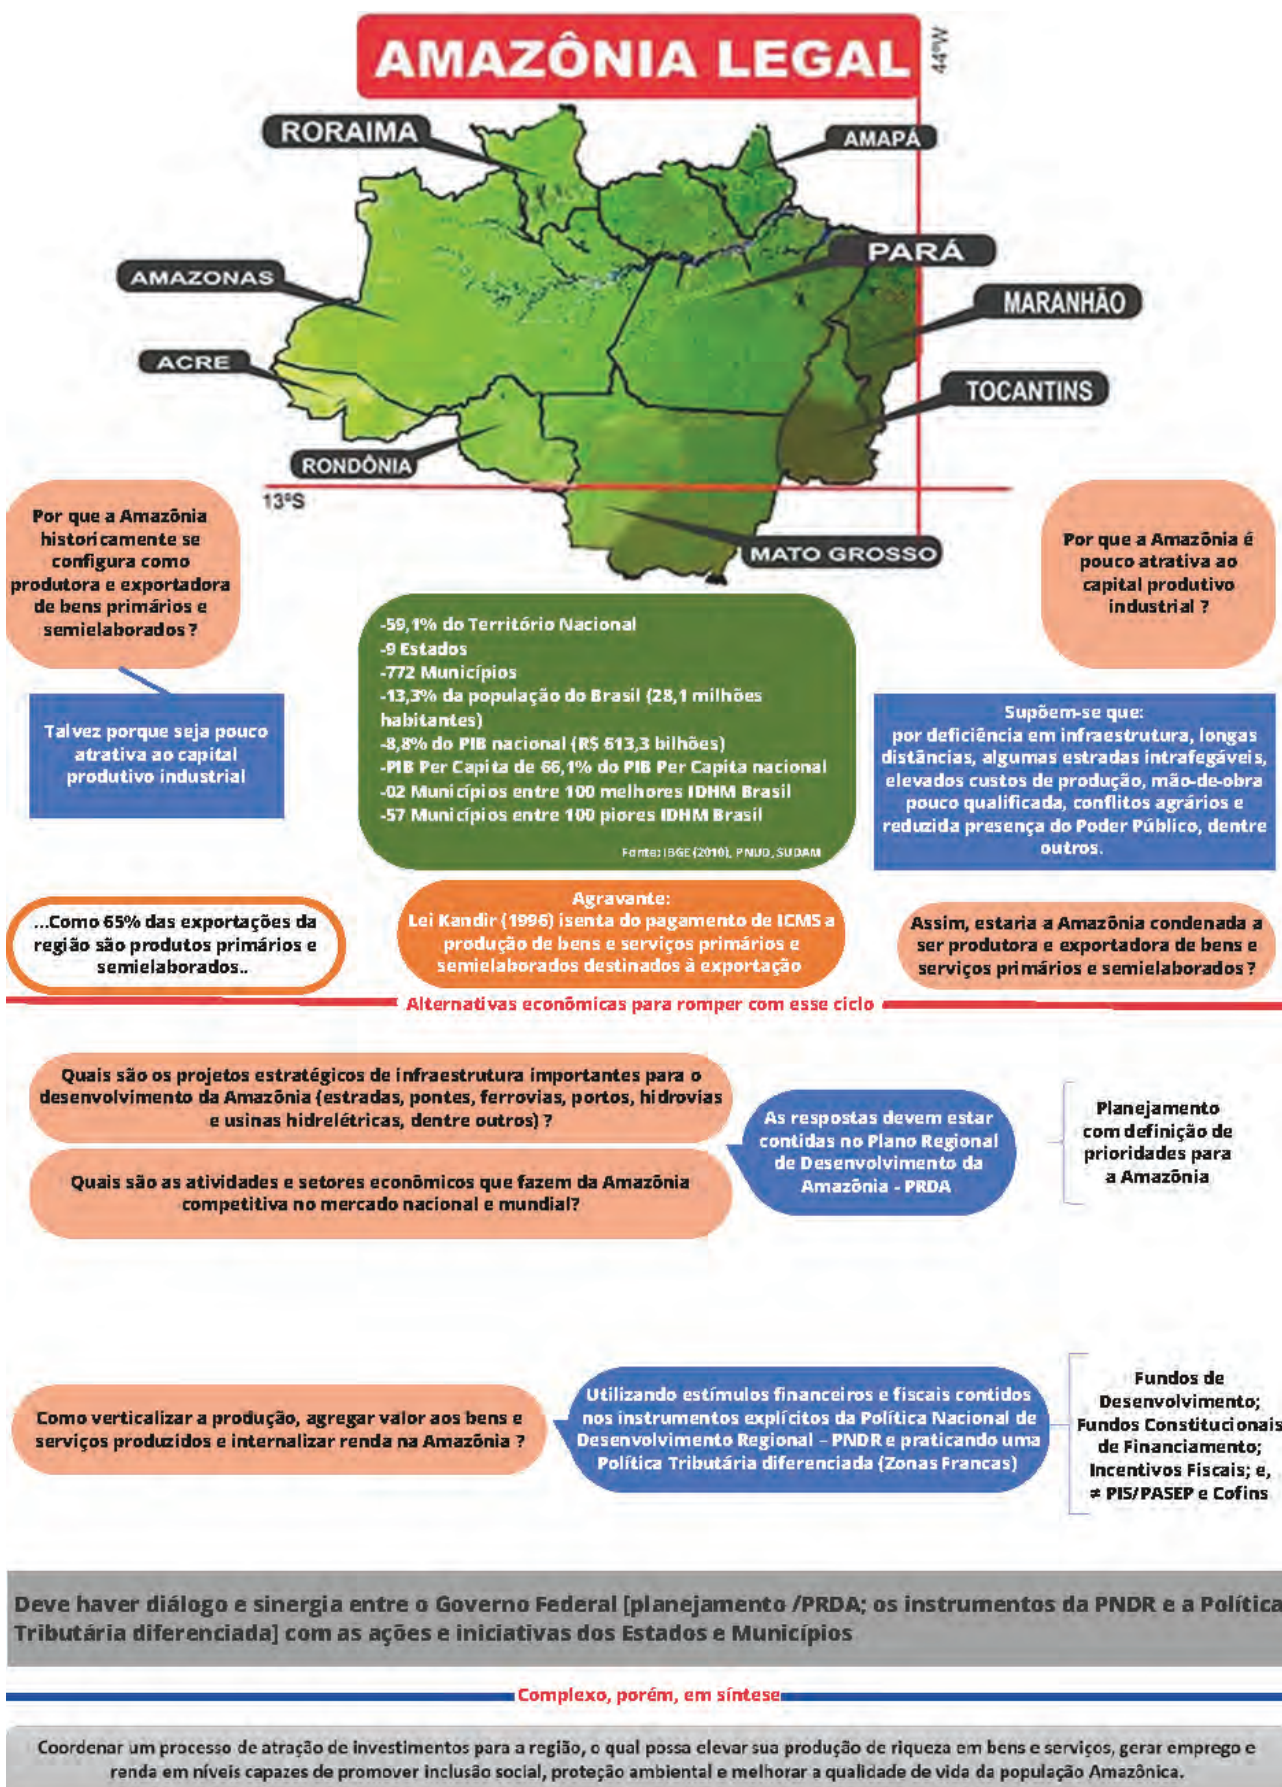 AMAZÔNIA LEGAL
44ºW
RORAIMA
AMAPÁ
PARÁ
AMAZONAS
MARANHÃO
ACRE
TOCANTINS
RONDÔNIA
13ºS
MATO GROSSO
Por que a Amazônia
historicamente se
configura como
produtora e exportadora
de bens primários e
semielaborados ?
Por que a Amazônia é
pouco atrativa ao
capital produtivo
industrial ?
-59,1% do Território Nacional
-9 Estados
-772 Municípios
-13,3% da população do Brasil (28,1 milhões
habitantes)
-8,8% do PIB nacional (R$ 613,3 bilhões)
-PIB Per Capita de 66,1% do PIB Per Capita nacional
-02 Municípios entre 100 melhores IDHM Brasil
-57 Municípios entre 100 piores IDHM Brasil
Fonte: IBGE (2010), PNUD, SUDAM
Talvez porque seja pouco
atrativa ao capital
produtivo industrial
Supõem-se que:
por deficiência em infraestrutura, longas
distâncias, algumas estradas intrafegáveis,
elevados custos de produção, mão-de-obra
pouco qualificada, conflitos agrários e
reduzida presença do Poder Público, dentre
outros.
...Como 65% das exportações da
região são produtos primários e
semielaborados..
Agravante:
Lei Kandir (1996) isenta do pagamento de ICMS a
produção de bens e serviços primários e
semielaborados destinados à exportação
Assim, estaria a Amazônia condenada a
ser produtora e exportadora de bens e
serviços primários e semielaborados ?
Alternativas econômicas para romper com esse ciclo
Quais são os projetos estratégicos de infraestrutura importantes para o
desenvolvimento da Amazônia (estradas, pontes, ferrovias, portos, hidrovias
e usinas hidrelétricas, dentre outros) ?
Quais são as atividades e setores econômicos que fazem da Amazônia
competitiva no mercado nacional e mundial?
As respostas devem estar
contidas no Plano Regional
de Desenvolvimento da
Amazônia - PRDA
Planejamento
com definição de
prioridades para
a Amazônia
Como verticalizar a produção, agregar valor aos bens e
serviços produzidos e internalizar renda na Amazônia ?
Utilizando estímulos financeiros e fiscais contidos
nos instrumentos explícitos da Política Nacional de
Desenvolvimento Regional – PNDR e praticando uma
Política Tributária diferenciada (Zonas Francas)
Fundos de
Desenvolvimento;
Fundos Constitucionais
de Financiamento;
Incentivos Fiscais; e,
≠ PIS/PASEP e Cofins
Deve haver diálogo e sinergia entre o Governo Federal [planejamento /PRDA; os instrumentos da PNDR e a Política
Tributária diferenciada] com as ações e iniciativas dos Estados e Municípios
Complexo, porém, em síntese
Coordenar um processo de atração de investimentos para a região, o qual possa elevar sua produção de riqueza em bens e serviços, gerar emprego e
renda em níveis capazes de promover inclusão social, proteção ambiental e melhorar a qualidade de vida da população Amazônica.